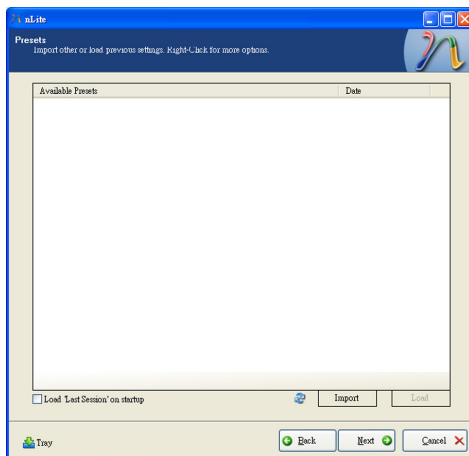 nLite
Presets
Import other or load previous settings. Right-Click for more options.
Available Presets Date
Load 'Last Session' on startup
Import Load
Tray Back Next Cancel